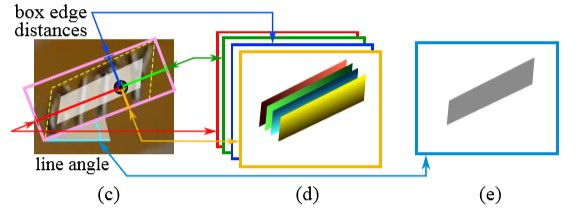 box edge
distances
line angle
(c)
(d)
(e)